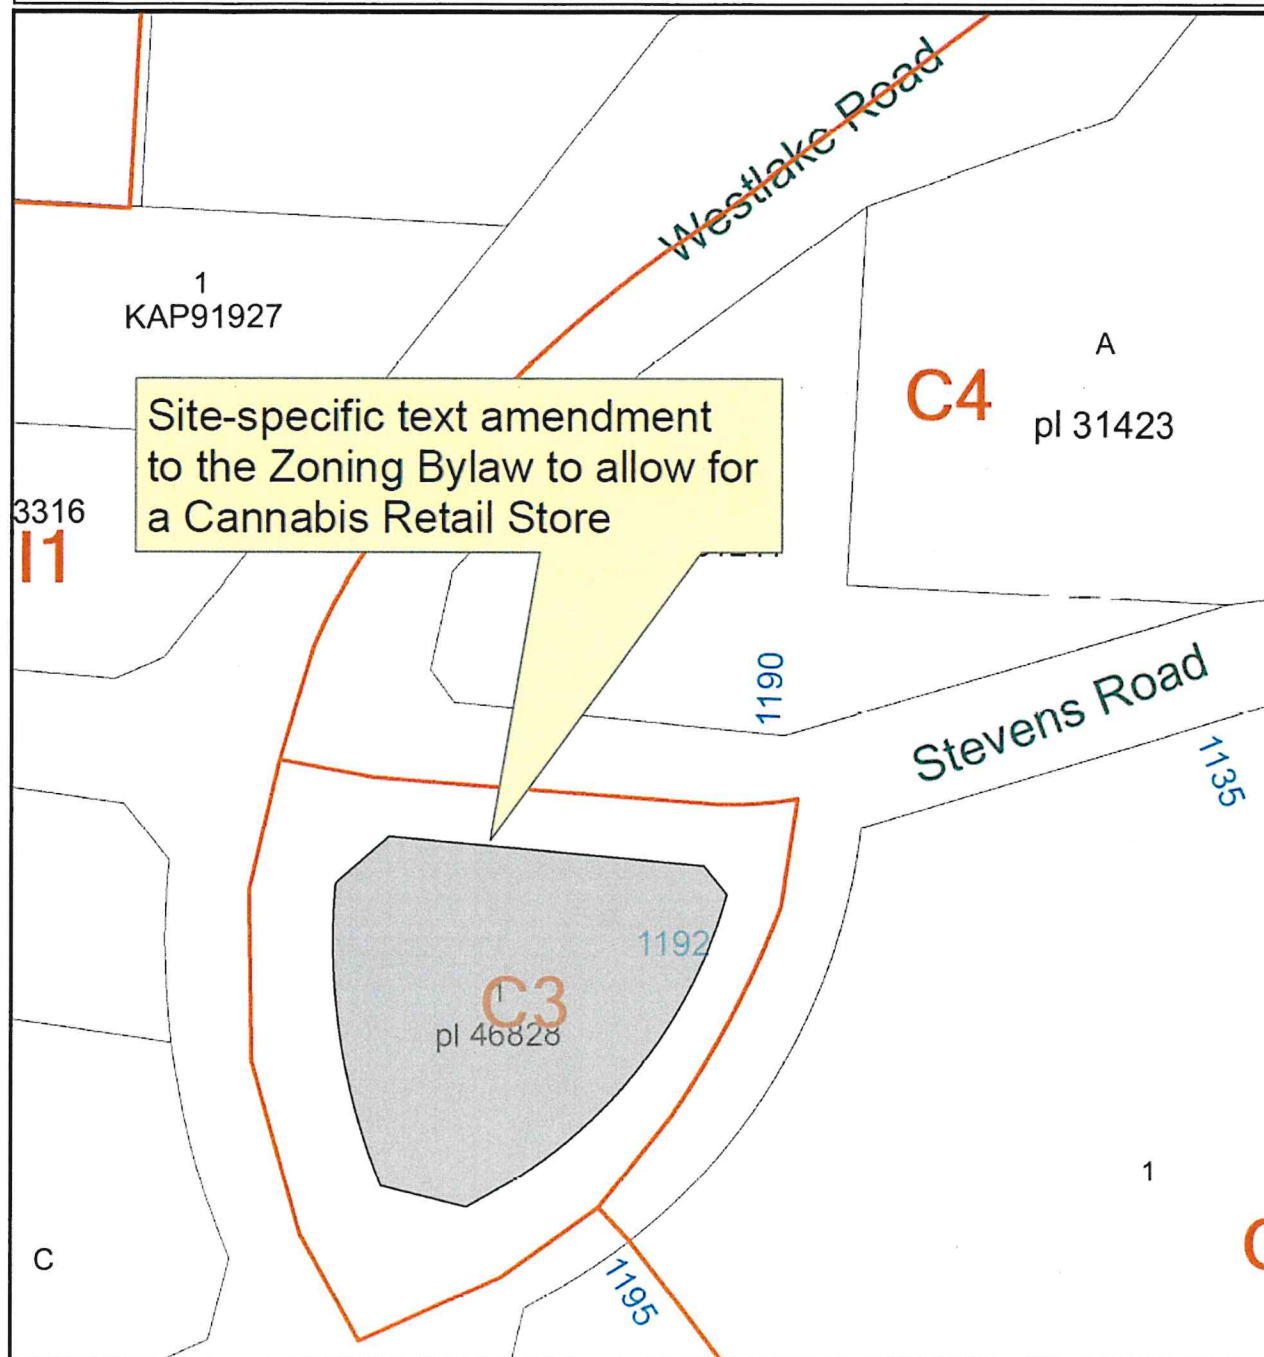 Westlake Road
1
KAP91927
A
C4
pl 31423
Site-specific text amendment
to the Zoning Bylaw to allow for
a Cannabis Retail Store
3316
I1
1190
Stevens Road
1135
1192
1
C3
pl 46828
1
C
1195